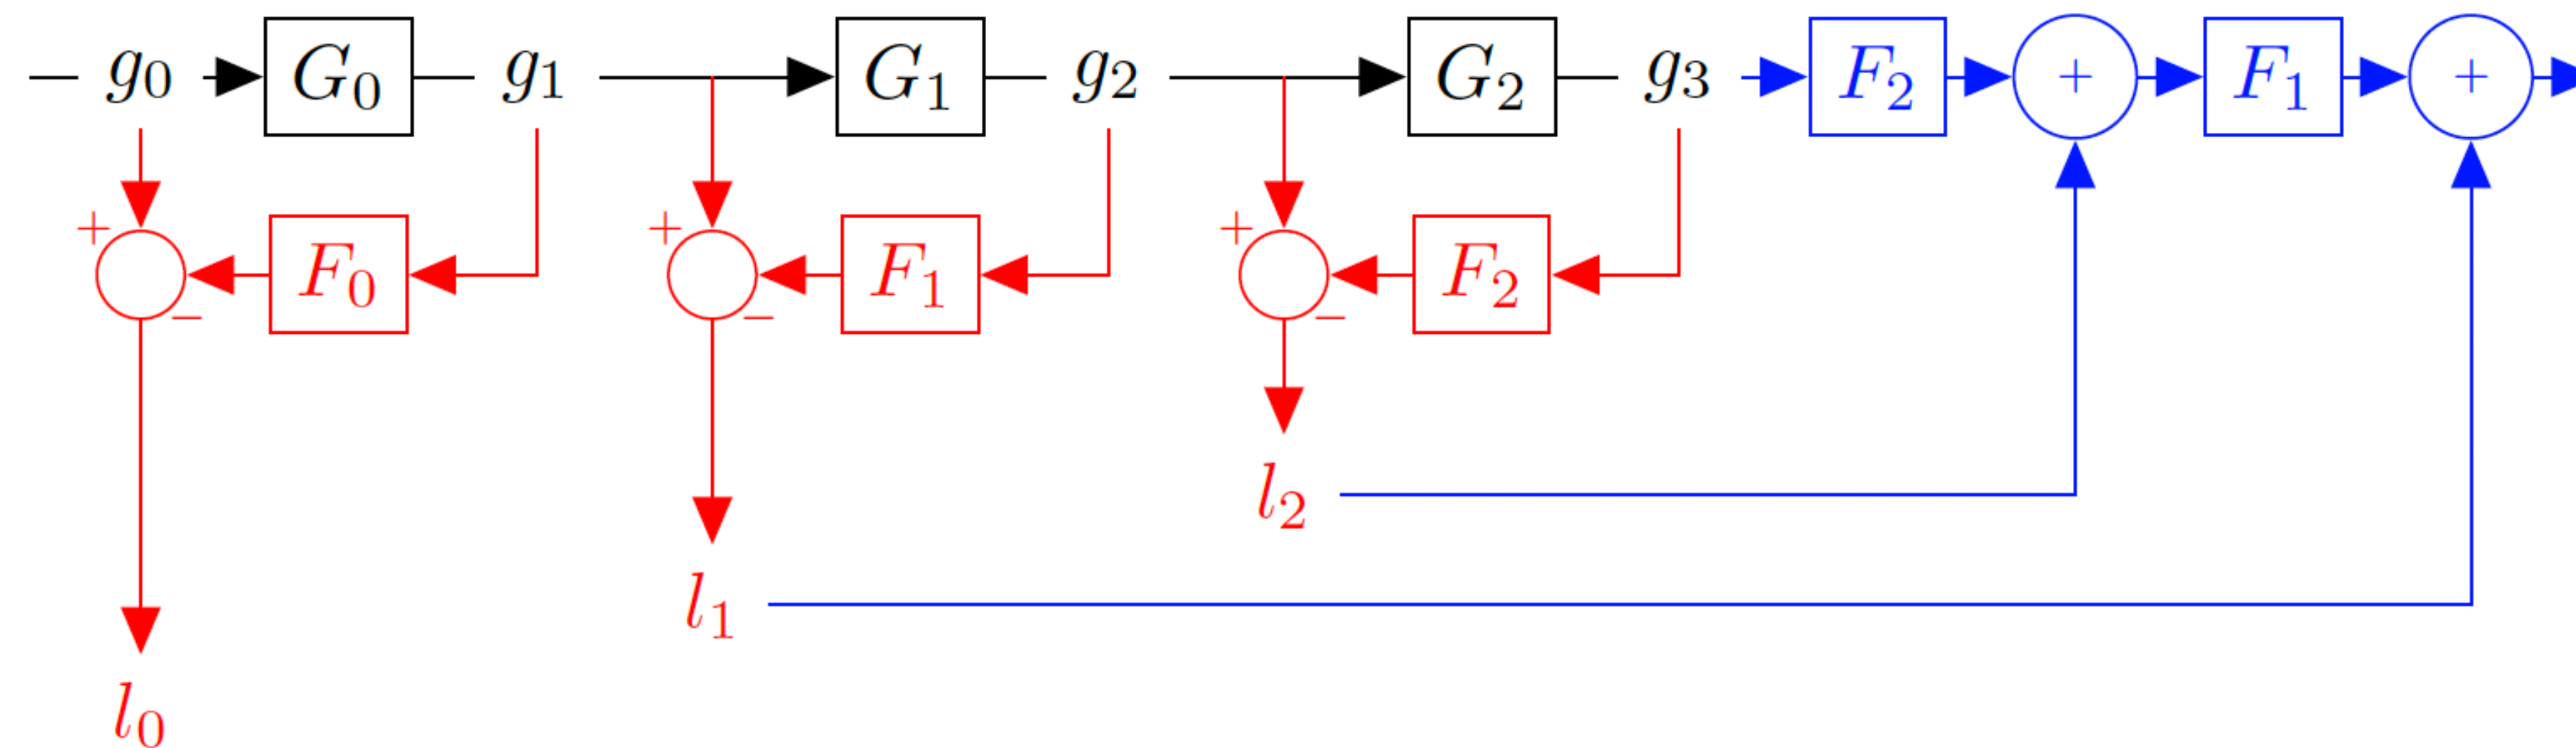 g₀ G₀ g₁ G₁ g₂ G₂ g₃ F₂ + F₁ +
+ F₀ − + F₁ − + F₂ −
l₂
l₁
l₀